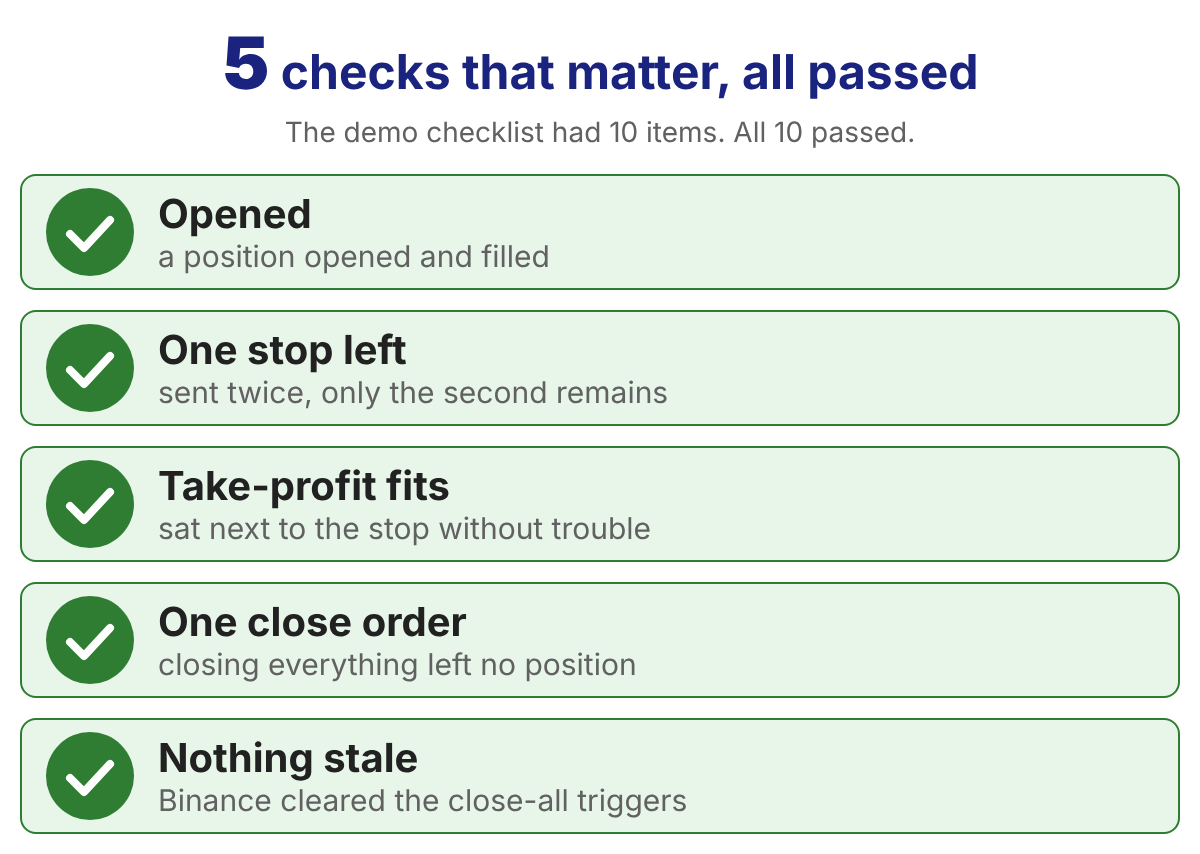 5 checks that matter, all passed
The demo checklist had 10 items. All 10 passed.
Opened
a position opened and filled
One stop left
sent twice, only the second remains
Take-profit fits
sat next to the stop without trouble
One close order
closing everything left no position
Nothing stale
Binance cleared the close-all triggers